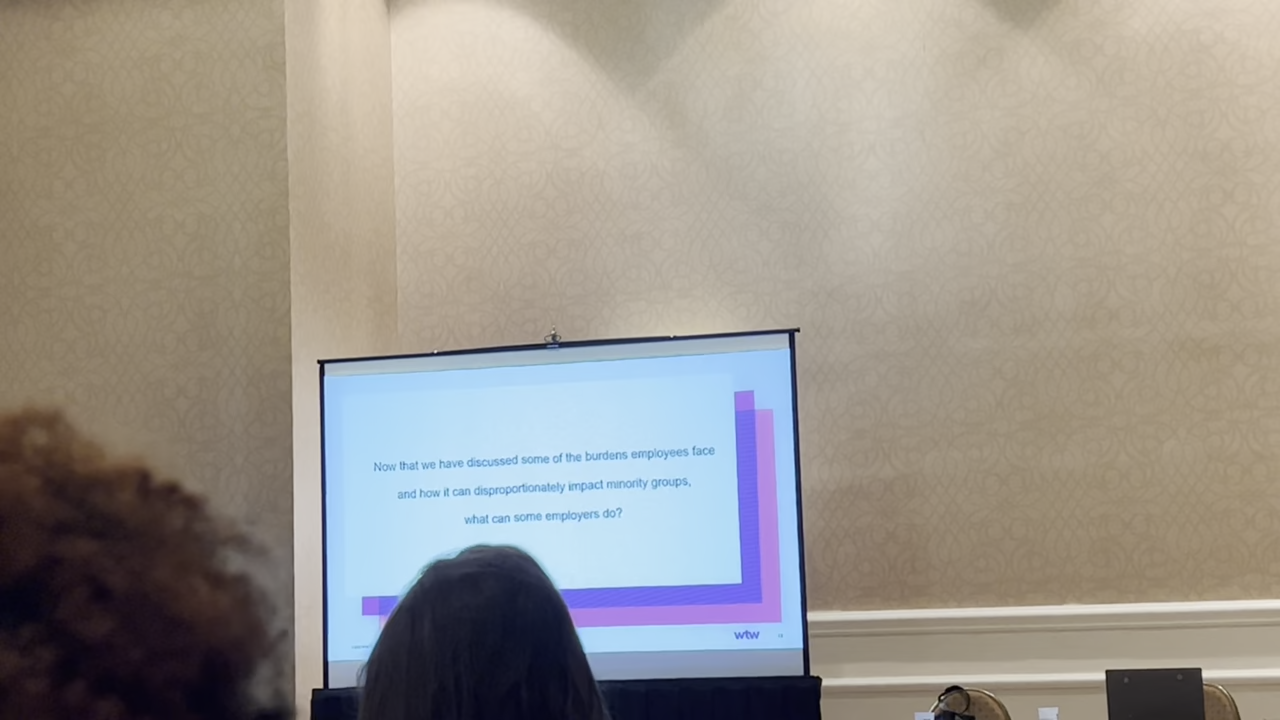 Now that we have discussed some of the burdens employees face
and how it can disproportionately impact minority groups,
what can some employers do?
wtw